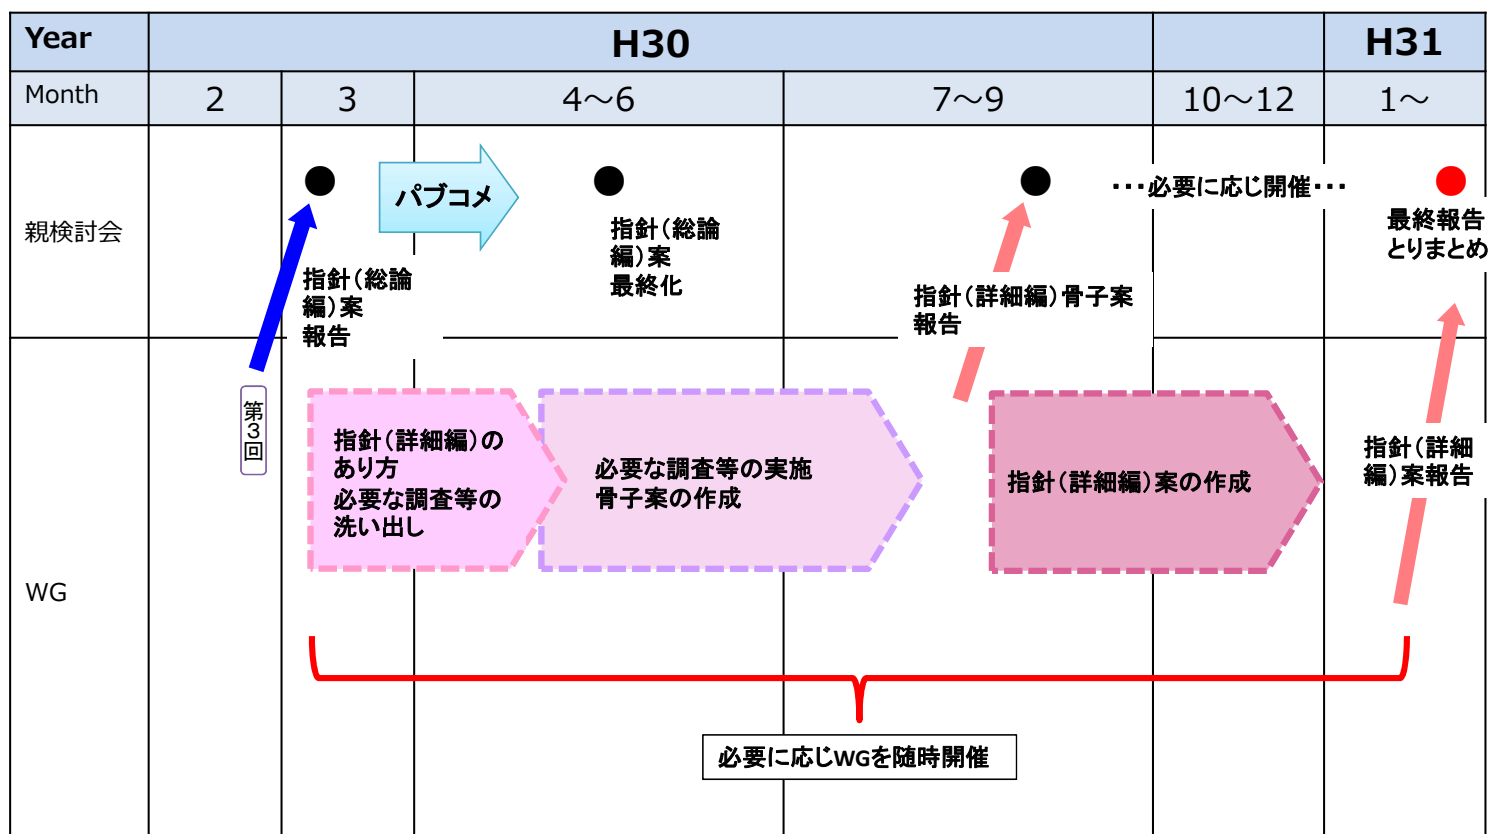 Year
H30
H31
Month
2
3
4～6
7～9
10～12
1～
親検討会
パブコメ
指針（総論
編）案
報告
指針（総論
編）案
最終化
指針（詳細編）骨子案
報告
･･･必要に応じ開催･･･
最終報告
とりまとめ
WG
第3回
指針（詳細編）の
あり方
必要な調査等の
洗い出し
必要な調査等の実施
骨子案の作成
指針（詳細編）案の作成
指針（詳細
編）案報告
必要に応じWGを随時開催